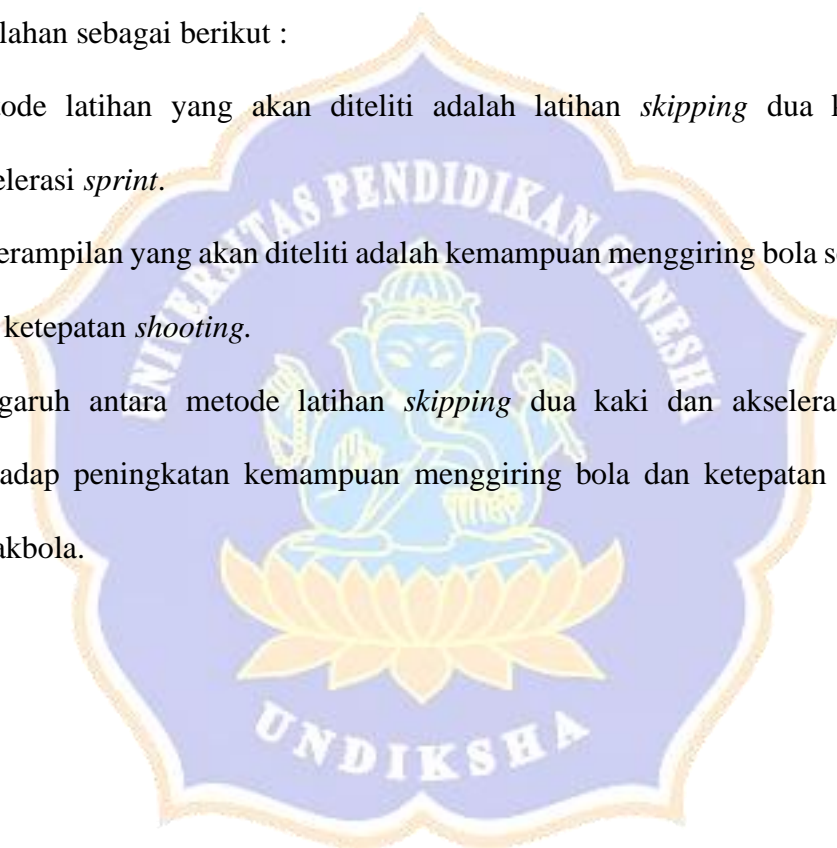 lahan sebagai berikut :
ode latihan yang akan diteliti adalah latihan skipping dua
elerasi sprint.
UNIVERSITAS PENDIDIKAN GANESHA
erampilan yang akan diteliti adalah kemampuan menggiring bola
ketepatan shooting.
garuh antara metode latihan skipping dua kaki dan akselera
adap peningkatan kemampuan menggiring bola dan ketepatan
akbola.
UNDIKSHA